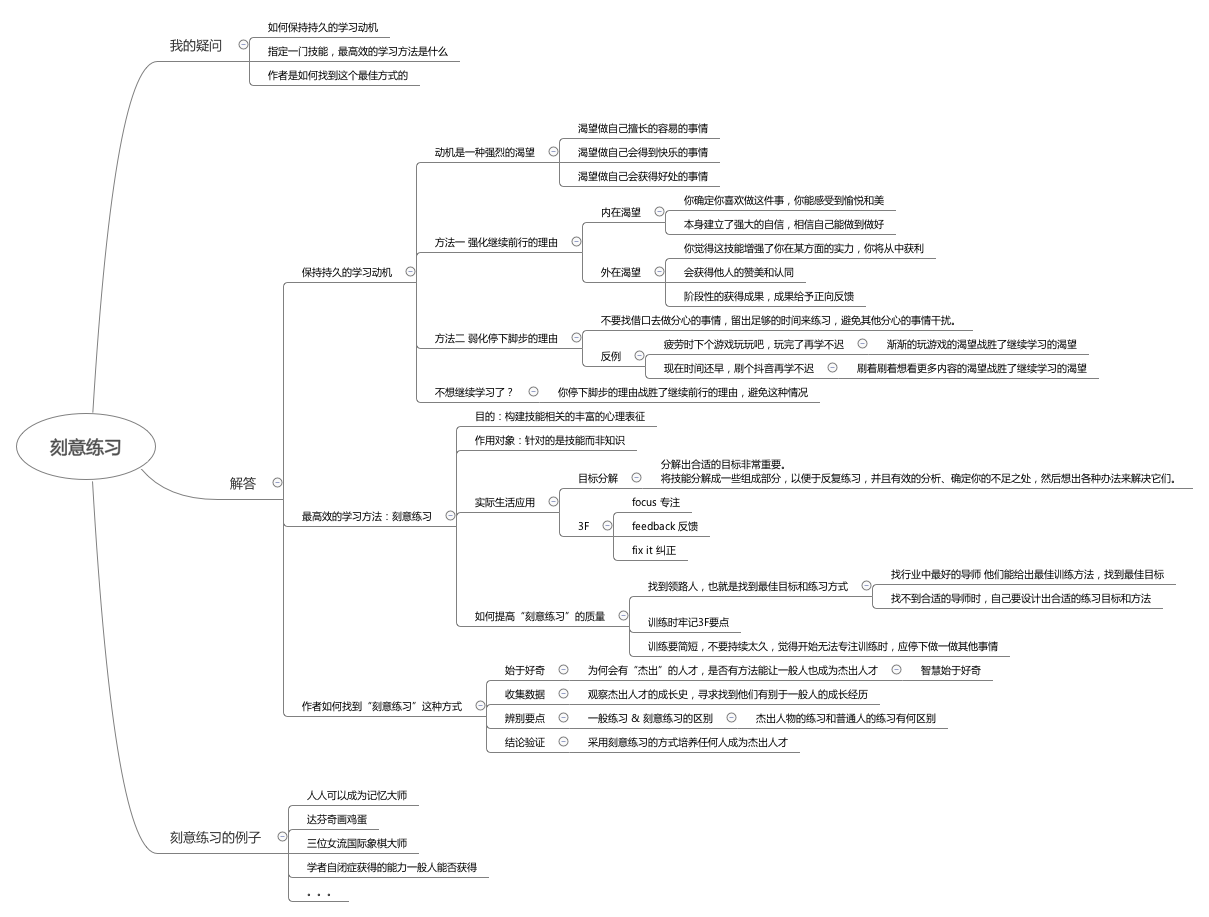 刻意练习
我的疑问
如何保持持久的学习动机
指定一门技能，最高效的学习方法是什么
作者是如何找到这个最佳方式的
解答
保持持久的学习动机
动机是一种强烈的渴望
渴望做自己擅长的容易的事情
渴望做自己会得到快乐的事情
渴望做自己会获得好处的事情
方法一 强化继续前行的理由
内在渴望
你确定你喜欢做这件事，你能感受到愉悦和美
本身建立了强大的自信，相信自己能做到做好
外在渴望
你觉得这技能增强了你在某方面的实力，你将从中获利
会获得他人的赞美和认同
阶段性的获得成果，成果给予正向反馈
方法二 弱化停下脚步的理由
不要找借口去做分心的事情，留出足够的时间来练习，避免其他分心的事情干扰。
反例
疲劳时下个游戏玩玩吧，玩完了再学不迟
渐渐的玩游戏的渴望战胜了继续学习的渴望
现在时间还早，刷个抖音再学不迟
刷着刷着想看更多内容的渴望战胜了继续学习的渴望
不想继续学习了？
你停下脚步的理由战胜了继续前行的理由，避免这种情况
最高效的学习方法：刻意练习
目的：构建技能相关的丰富的心理表征
作用对象：针对的是技能而非知识
实际生活应用
目标分解
分解出合适的目标非常重要。
将技能分解成一些组成部分，以便于反复练习，并且有效的分析、确定你的不足之处，然后想出各种办法来解决它们。
3F
focus 专注
feedback 反馈
fix it 纠正
如何提高“刻意练习”的质量
找到领路人，也就是找到最佳目标和练习方式
找行业中最好的导师 他们能给出最佳训练方法，找到最佳目标
找不到合适的导师时，自己要设计出合适的练习目标和方法
训练时牢记3F要点
训练要简短，不要持续太久，觉得开始无法专注训练时，应停下做一做其他事情
作者如何找到“刻意练习”这种方式
始于好奇
为何会有“杰出”的人才，是否有方法能让一般人也成为杰出人才
智慧始于好奇
收集数据
观察杰出人才的成长史，寻求找到他们有别于一般人的成长经历
辨别要点
一般练习 & 刻意练习的区别
杰出人物的练习和普通人的练习有何区别
结论验证
采用刻意练习的方式培养任何人成为杰出人才
刻意练习的例子
人人可以成为记忆大师
达芬奇画鸡蛋
三位女流国际象棋大师
学者自闭症获得的能力一般人能否获得
。。。